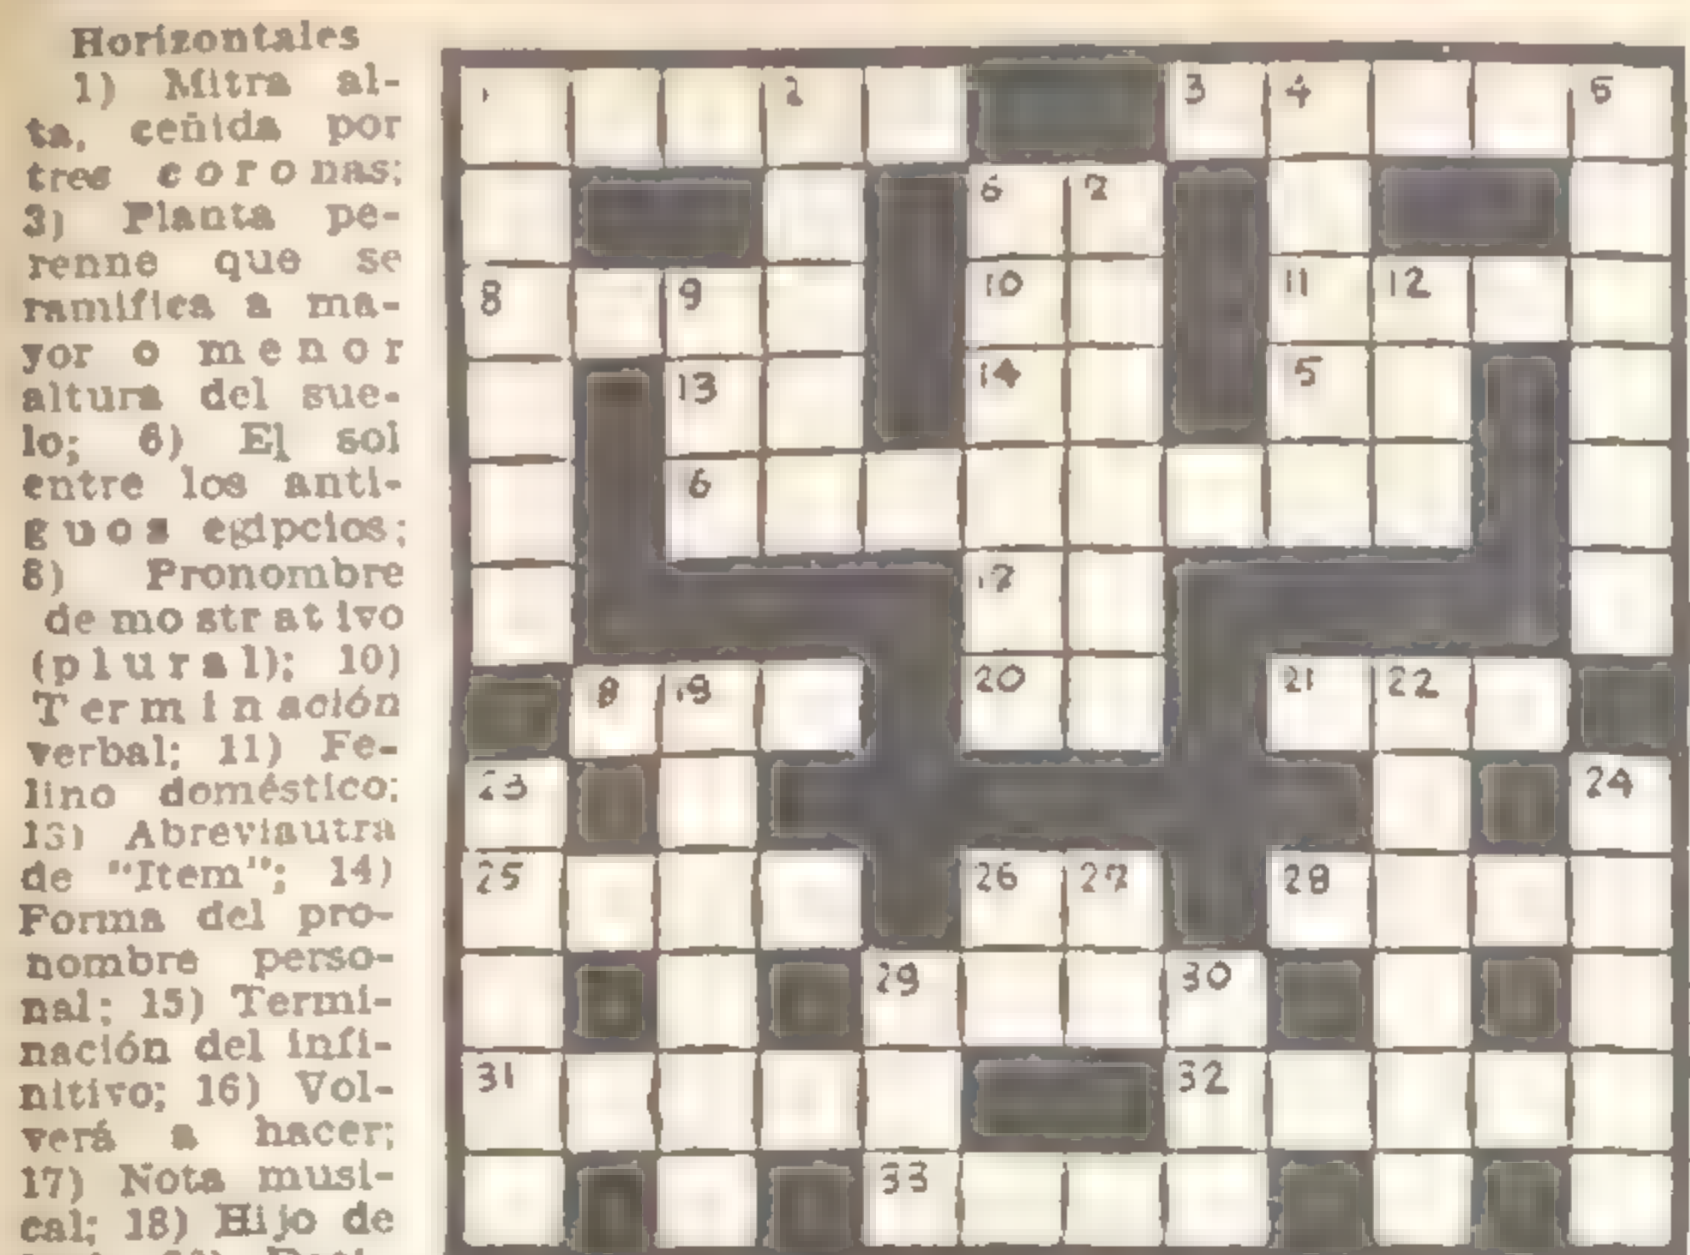 Horizontales
1) Mitra al-
ta, ceñida por
tres coronas;
3) Planta pe-
renne que se
ramifica a ma-
yor o menor
altura del sue-
lo; 6) El sol
entre los anti-
guos egipcios;
8) Pronombre
demostrativo
(plural); 10)
Terminación
verbal; 11) Fe-
lino doméstico;
13) Abreviautra
de "Item"; 14)
Forma del pro-
nombre perso-
nal; 15) Termi-
nación del infi-
nitivo; 16) Vol-
verá a hacer;
17) Nota musi-
cal; 18) Hijo de
1 2 3 4 5
6 7
8 9 10 11 12
13 14 5
6
17
8 19 20 21 22
23 24
25 26 27 28
29 30
31 32
33